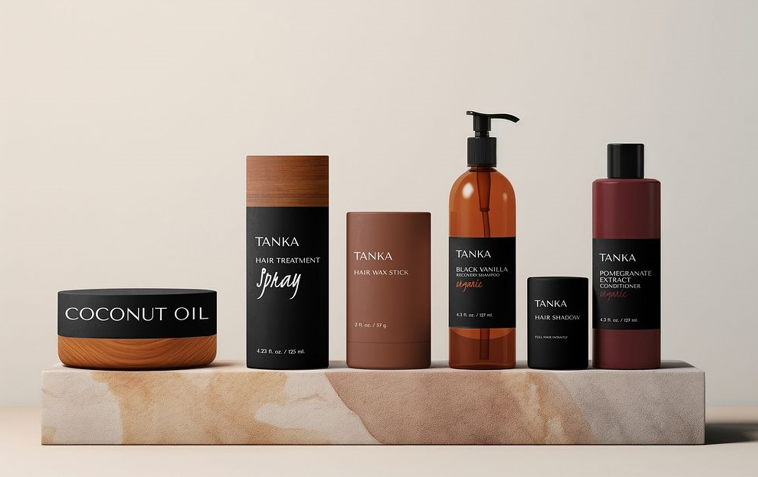 COCONUT OIL
TANKA
HAIR TREATMENT
Spray
4.23 fl. oz. / 125 ml.
TANKA
HAIR WAX STICK
2 fl. oz. / 57 g
TANKA
BLACK VANILLA
RECOVERY SHAMPOO
organic
4.3 fl. oz. / 127 ml.
TANKA
HAIR SHADOW
TANKA
POMEGRANATE
EXTRACT
CONDITIONER
organic
4.3 fl. oz. / 127 ml.